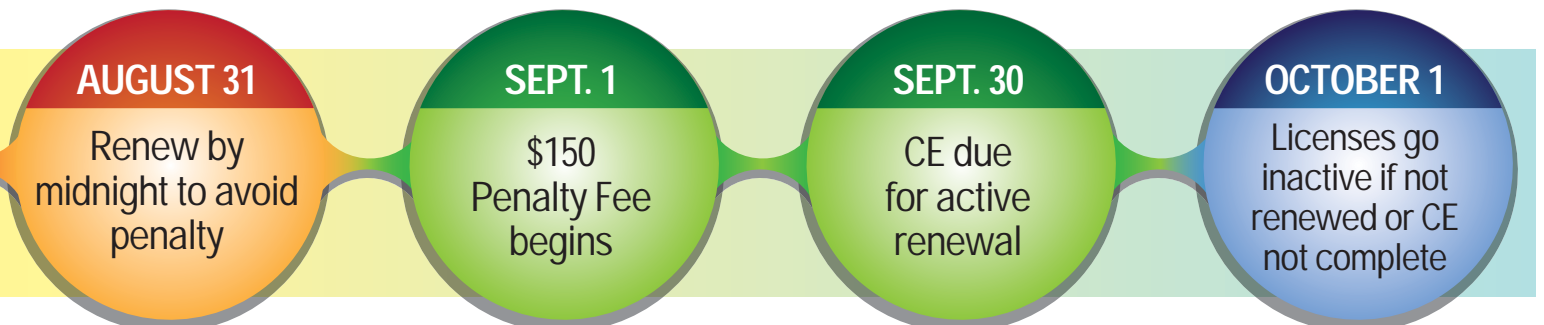 AUGUST 31
Renew by
midnight to avoid
penalty
SEPT. 1
$150
Penalty Fee
begins
SEPT. 30
CE due
for active
renewal
OCTOBER 1
Licenses go
inactive if not
renewed or CE
not complete